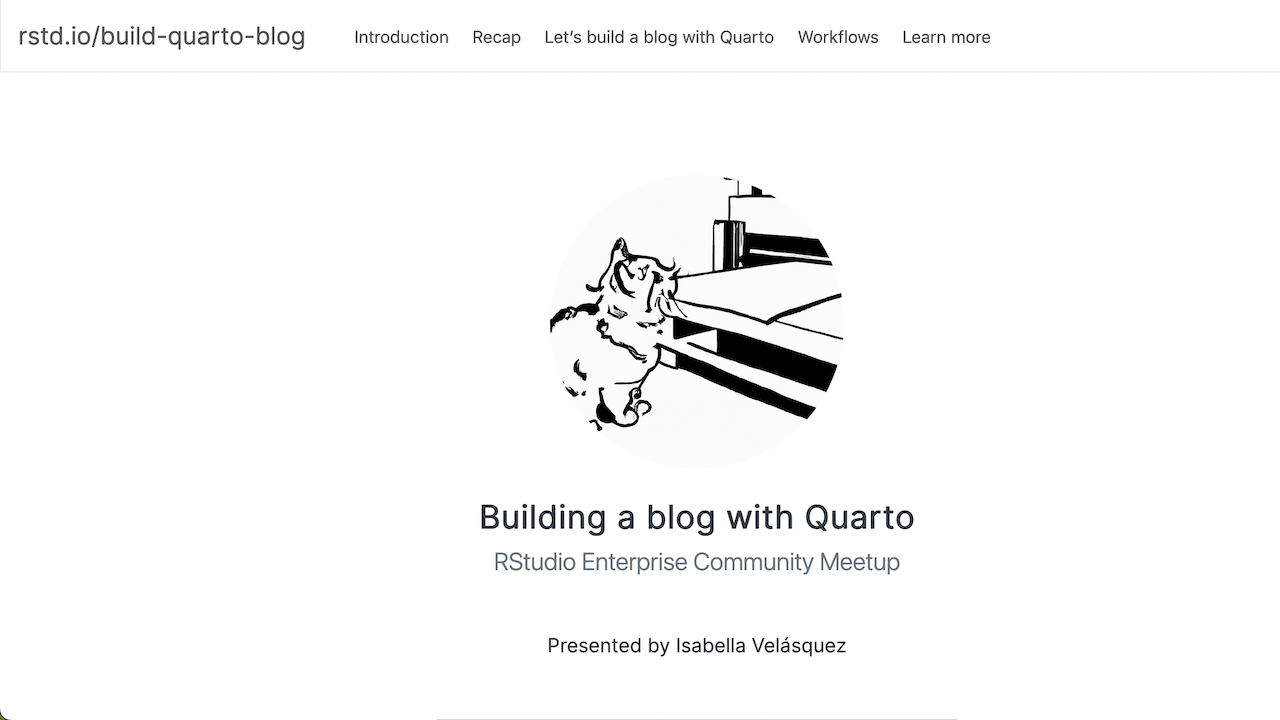 rstd.io/build-quarto-blog
Introduction Recap Let’s build a blog with Quarto Workflows Learn more
Building a blog with Quarto
RStudio Enterprise Community Meetup
Presented by Isabella Velásquez